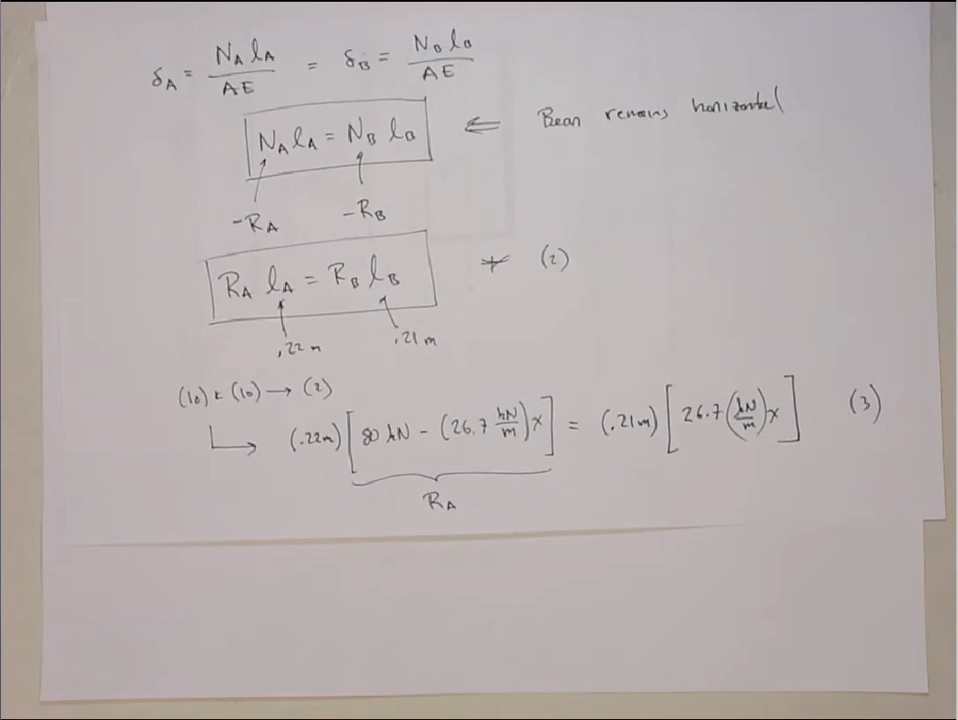 δA = NA lA / AE = δB = NB lB / AE
NA lA = NB lB ⇐ Beam remains horizontal
-RA -RB
RA lA = RB lB * (2)
.22 m .21 m
(1a) & (1b) → (2)
(.22m) [80 kN - (26.7 kN/m) x] = (.21m) [26.7 (kN/m) x] (3)
RA